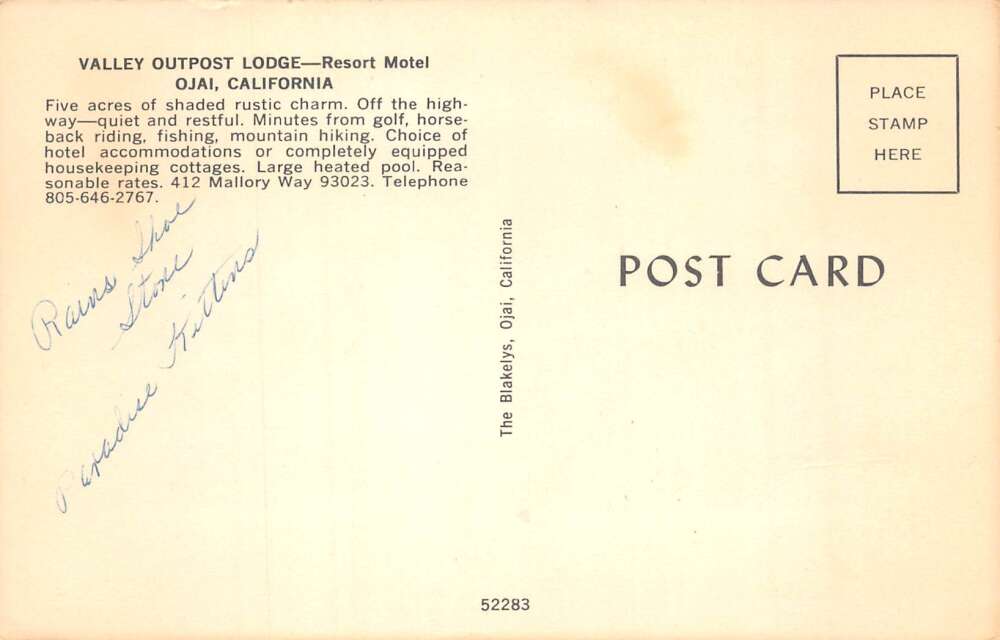 VALLEY OUTPOST LODGE—Resort Motel
OJAI, CALIFORNIA
Five acres of shaded rustic charm. Off the high-
way—quiet and restful. Minutes from golf, horse-
back riding, fishing, mountain hiking. Choice of
hotel accommodations or completely equipped
housekeeping cottages. Large heated pool. Rea-
sonable rates. 412 Mallory Way 93023. Telephone
805-646-2767.
Rains Shoe
Store
Paradise Kittens
The Blakelys, Ojai, California
PLACE
STAMP
HERE
POST CARD
52283